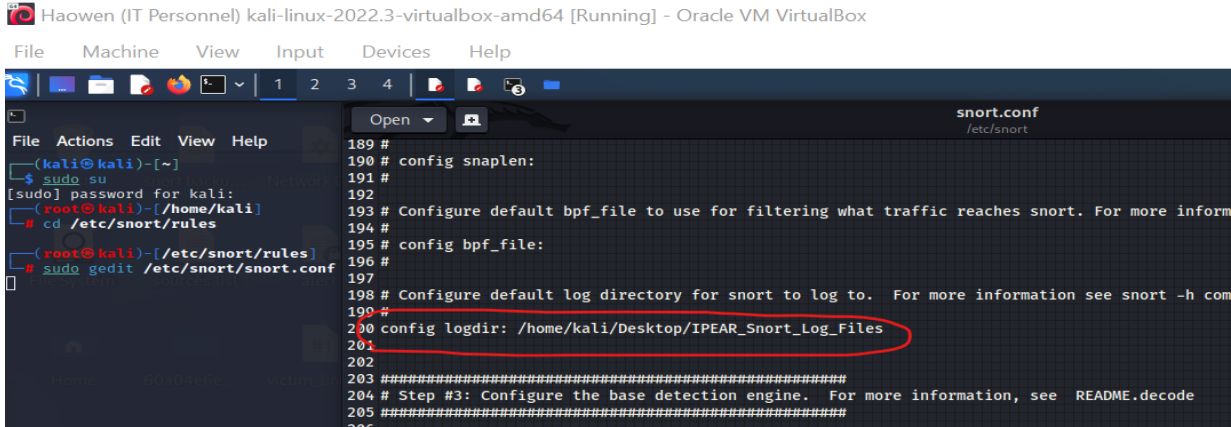 Haowen (IT Personnel) kali-linux-2022.3-virtualbox-amd64 [Running] - Oracle VM VirtualBox
File Machine View Input Devices Help
1 2 3 4
File Actions Edit View Help
┌──(kali㉿kali)-[~]
└─$ sudo su
[sudo] password for kali:
┌──(root㉿kali)-[/home/kali]
└─# cd /etc/snort/rules
┌──(root㉿kali)-[/etc/snort/rules]
└─# sudo gedit /etc/snort/snort.conf
Open
snort.conf
/etc/snort
189 #
190 # config snaplen:
191 #
192
193 # Configure default bpf_file to use for filtering what traffic reaches snort. For more inform
194 #
195 # config bpf_file:
196 #
197
198 # Configure default log directory for snort to log to.  For more information see snort -h com
199 #
200 config logdir: /home/kali/Desktop/IPEAR_Snort_Log_Files
201
202
203 ###################################################
204 # Step #3: Configure the base detection engine.  For more information, see  README.decode
205 ###################################################